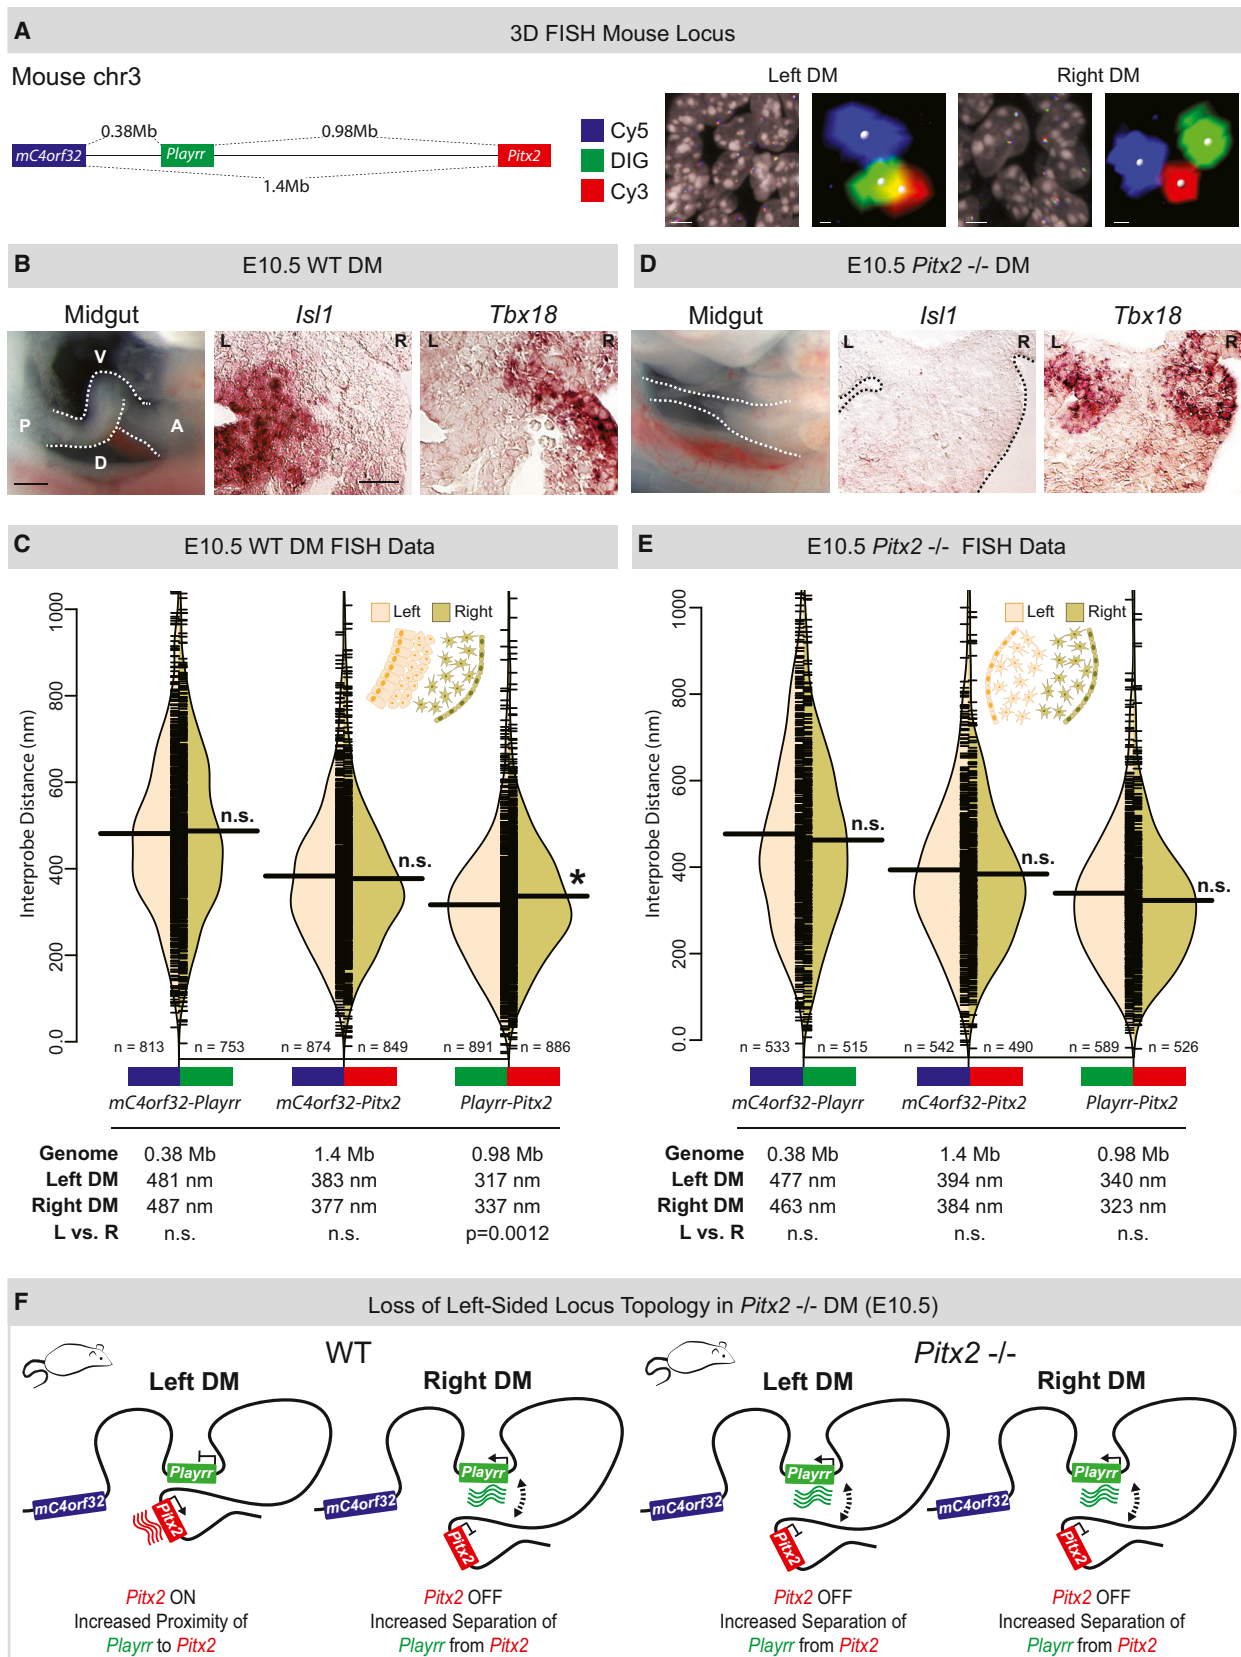 A
3D FISH Mouse Locus
Mouse chr3
0.38Mb
0.98Mb
mC4orf32
Playrr
Pitx2
1.4Mb
Cy5
DIG
Cy3
Left DM
Right DM
B
E10.5 WT DM
Midgut
Isl1
Tbx18
V
P
A
D
L
R
L
R
D
E10.5 Pitx2 -/- DM
Midgut
Isl1
Tbx18
L
R
L
R
C
E10.5 WT DM FISH Data
Interprobe Distance (nm)
1000
800
600
400
200
0.0
Left
Right
n.s.
n.s.
*
n = 813
n = 753
n = 874
n = 849
n = 891
n = 886
mC4orf32-Playrr
mC4orf32-Pitx2
Playrr-Pitx2
Genome 0.38 Mb 1.4 Mb 0.98 Mb
Left DM 481 nm 383 nm 317 nm
Right DM 487 nm 377 nm 337 nm
L vs. R n.s. n.s. p=0.0012
E
E10.5 Pitx2 -/- FISH Data
Interprobe Distance (nm)
1000
800
600
400
200
0.0
Left
Right
n.s.
n.s.
n.s.
n = 533
n = 515
n = 542
n = 490
n = 589
n = 526
mC4orf32-Playrr
mC4orf32-Pitx2
Playrr-Pitx2
Genome 0.38 Mb 1.4 Mb 0.98 Mb
Left DM 477 nm 394 nm 340 nm
Right DM 463 nm 384 nm 323 nm
L vs. R n.s. n.s. n.s.
F
Loss of Left-Sided Locus Topology in Pitx2 -/- DM (E10.5)
WT
Left DM
Right DM
mC4orf32
Playrr
Pitx2
mC4orf32
Playrr
Pitx2
Pitx2 ON
Increased Proximity of
Playrr to Pitx2
Pitx2 OFF
Increased Separation of
Playrr from Pitx2
Pitx2 -/-
Left DM
Right DM
mC4orf32
Playrr
Pitx2
mC4orf32
Playrr
Pitx2
Pitx2 OFF
Increased Separation of
Playrr from Pitx2
Pitx2 OFF
Increased Separation of
Playrr from Pitx2